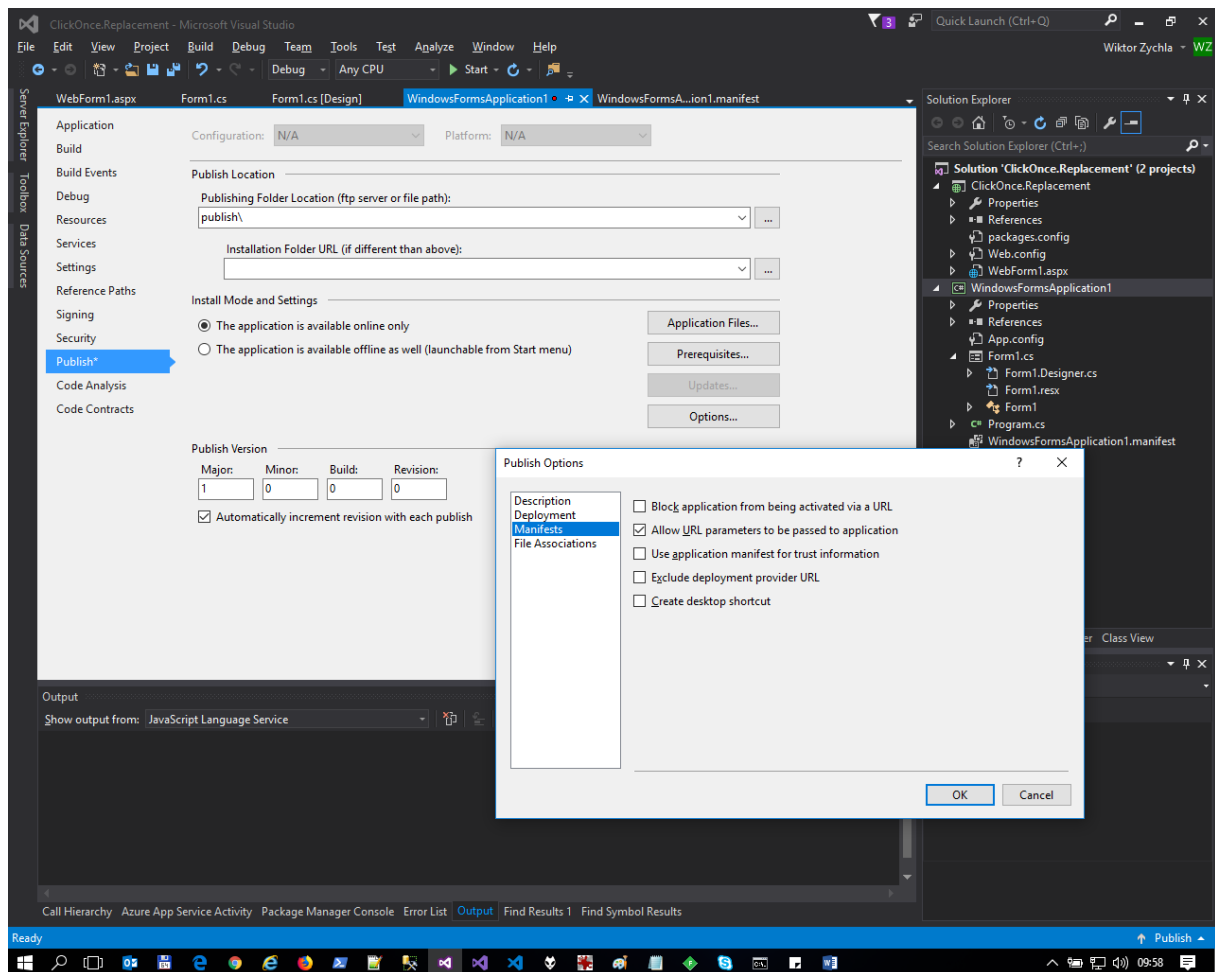 ClickOnce.Replacement - Microsoft Visual Studio
3
Quick Launch (Ctrl+Q)
File Edit View Project Build Debug Team Tools Test Analyze Window Help
Wiktor Zychla
WZ
Debug Any CPU Start
Server Explorer
Toolbox
Data Sources
WebForm1.aspx Form1.cs Form1.cs [Design] WindowsFormsApplication1 WindowsFormsA...ion1.manifest
Application
Build
Build Events
Debug
Resources
Services
Settings
Reference Paths
Signing
Security
Publish*
Code Analysis
Code Contracts
Configuration: N/A Platform: N/A
Publish Location
Publishing Folder Location (ftp server or file path):
publish\
...
Installation Folder URL (if different than above):
...
Install Mode and Settings
The application is available online only
The application is available offline as well (launchable from Start menu)
Application Files...
Prerequisites...
Updates...
Options...
Publish Version
Major: Minor: Build: Revision:
1 0 0 0
Automatically increment revision with each publish
Solution Explorer
Search Solution Explorer (Ctrl+;)
Solution 'ClickOnce.Replacement' (2 projects)
ClickOnce.Replacement
Properties
References
packages.config
Web.config
WebForm1.aspx
WindowsFormsApplication1
Properties
References
App.config
Form1.cs
Form1.Designer.cs
Form1.resx
Form1
Program.cs
WindowsFormsApplication1.manifest
er Class View
Publish Options
?
Description
Deployment
Manifests
File Associations
Block application from being activated via a URL
Allow URL parameters to be passed to application
Use application manifest for trust information
Exclude deployment provider URL
Create desktop shortcut
OK Cancel
Output
Show output from: JavaScript Language Service
Call Hierarchy Azure App Service Activity Package Manager Console Error List Output Find Results 1 Find Symbol Results
Ready
Publish
09:58